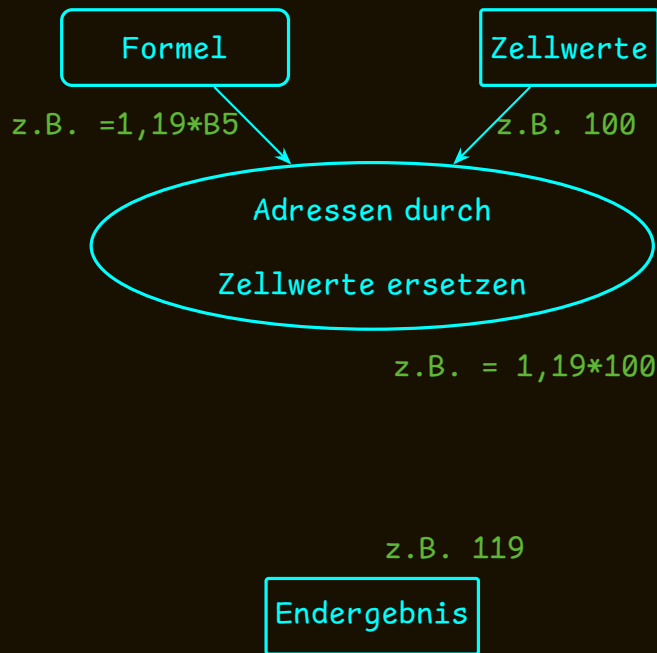 Formel
Zellwerte
z.B. =1,19*B5
z.B. 100
Adressen durch
Zellwerte ersetzen
z.B. = 1,19*100
z.B. 119
Endergebnis